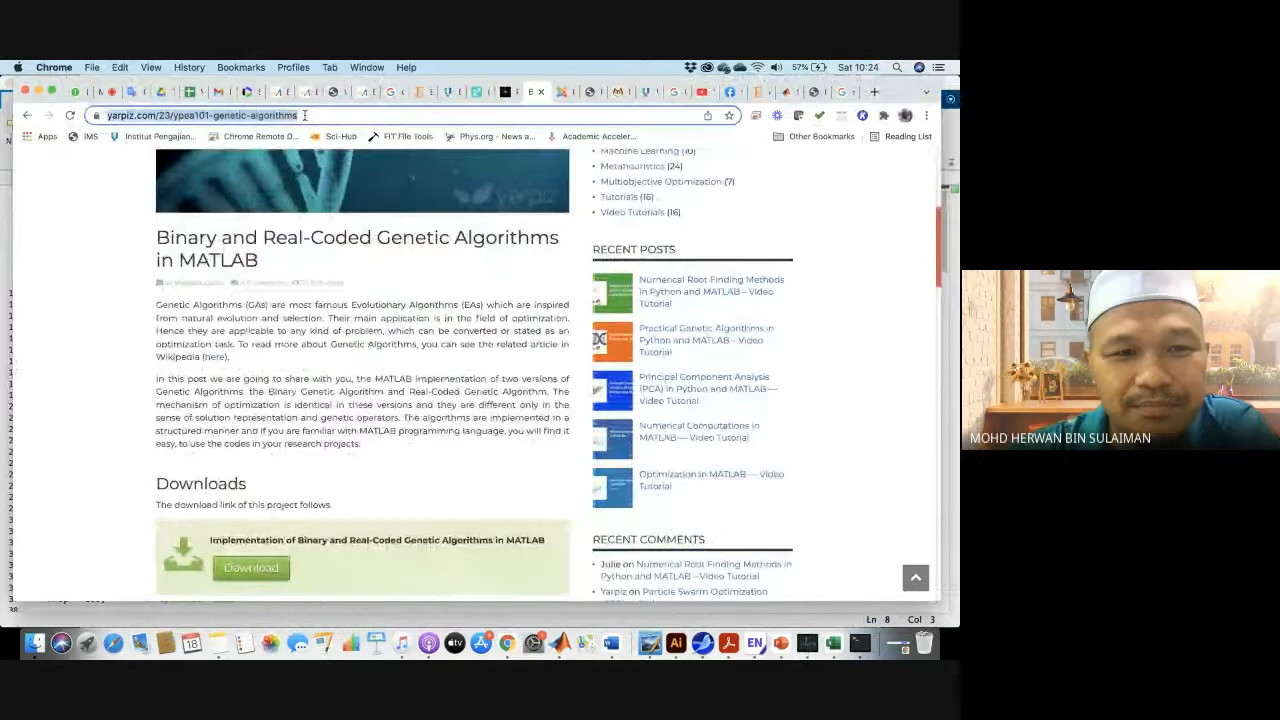 Chrome File Edit View History Bookmarks Profiles Tab Window Help 57% Sat 10:24
yarpiz.com/23/ypea101-genetic-algorithms
Apps IMS Institut Pengajian... Chrome Remote D... Sci-Hub FIT File Tools Phys.org - News a... Academic Acceler... Other Bookmarks Reading List
Binary and Real-Coded Genetic Algorithms
in MATLAB
Genetic Algorithms (GAs) are most famous Evolutionary Algorithms (EAs) which are inspired
from natural evolution and selection. Their main application is in the field of optimization.
Hence they are applicable to any kind of problem, which can be converted or stated as an
optimization task. To read more about Genetic Algorithms, you can see the related article in
Wikipedia (here).
In this post we are going to share with you, the MATLAB implementation of two versions of
Genetic Algorithms: the Binary Genetic Algorithm and Real-Coded Genetic Algorithm. The
mechanism of optimization is identical in these versions and they are different only in the
sense of solution representation and genetic operators. The algorithms are implemented in a
structured manner and if you are familiar with MATLAB programming language, you will find it
easy, to use the codes in your research projects.
Downloads
The download link of this project follows.
Implementation of Binary and Real-Coded Genetic Algorithms in MATLAB
Download
Machine Learning (10)
Metaheuristics (24)
Multiobjective Optimization (7)
Tutorials (16)
Video Tutorials (16)
RECENT POSTS
Numerical Root Finding Methods
in Python and MATLAB – Video
Tutorial
Practical Genetic Algorithms in
Python and MATLAB – Video
Tutorial
Principal Component Analysis
(PCA) in Python and MATLAB —
Video Tutorial
Numerical Computations in
MATLAB — Video Tutorial
Optimization in MATLAB — Video
Tutorial
RECENT COMMENTS
Julie on Numerical Root Finding Methods in
Python and MATLAB – Video Tutorial
Yarpiz on Particle Swarm Optimization
Ln 8 Col 3
MOHD HERWAN BIN SULAIMAN